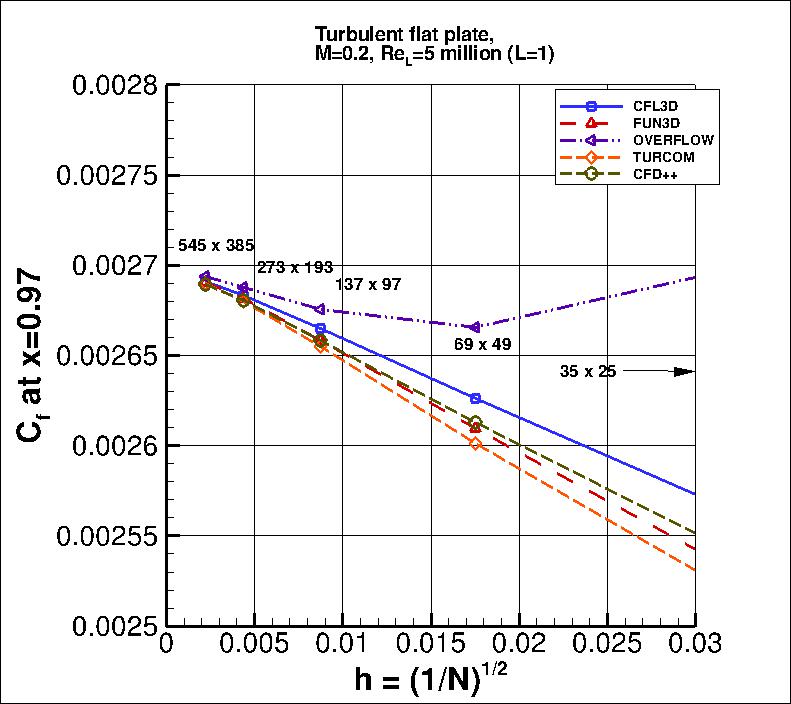 Turbulent flat plate,
M=0.2, Re_L=5 million (L=1)
0.0028
0.00275
0.0027
0.00265
0.0026
0.00255
0.0025
C_f at x=0.97
CFL3D
FUN3D
OVERFLOW
TURCOM
CFD++
545 x 385
273 x 193
137 x 97
69 x 49
35 x 25
0 0.005 0.01 0.015 0.02 0.025 0.03
h = (1/N)^1/2